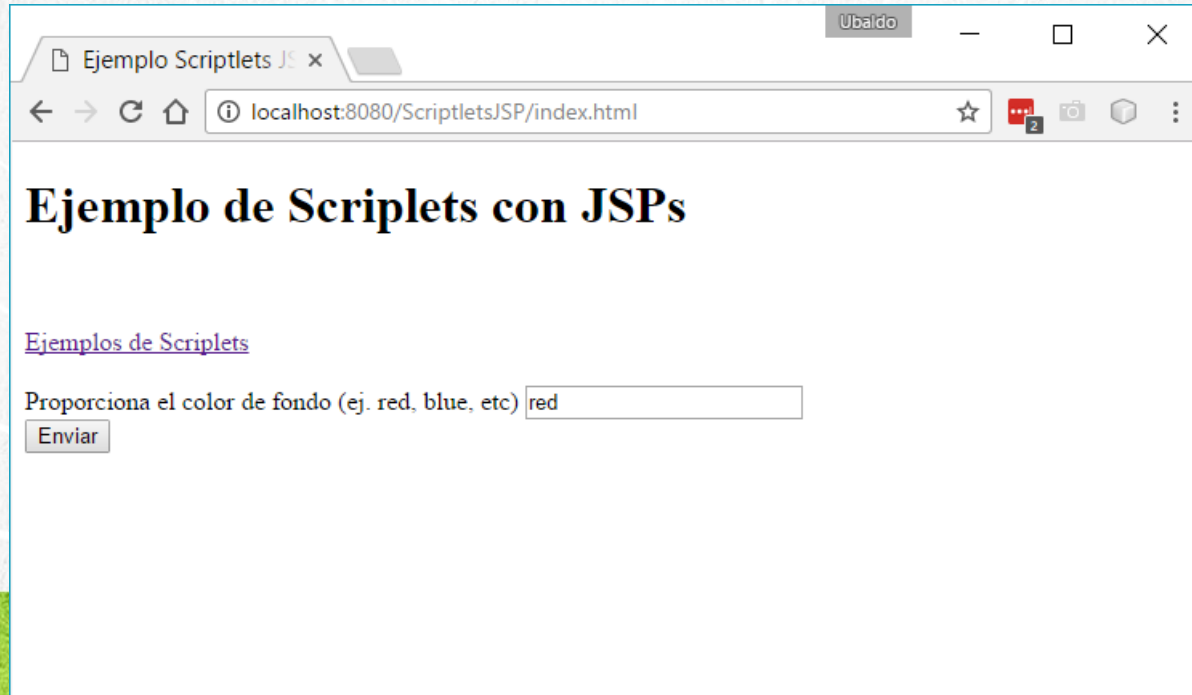 Ubaldo
Ejemplo Scriptlets JS
localhost:8080/ScriptletsJSP/index.html
2
Ejemplo de Scriplets con JSPs
Ejemplos de Scriplets
Proporciona el color de fondo (ej. red, blue, etc) red
Enviar